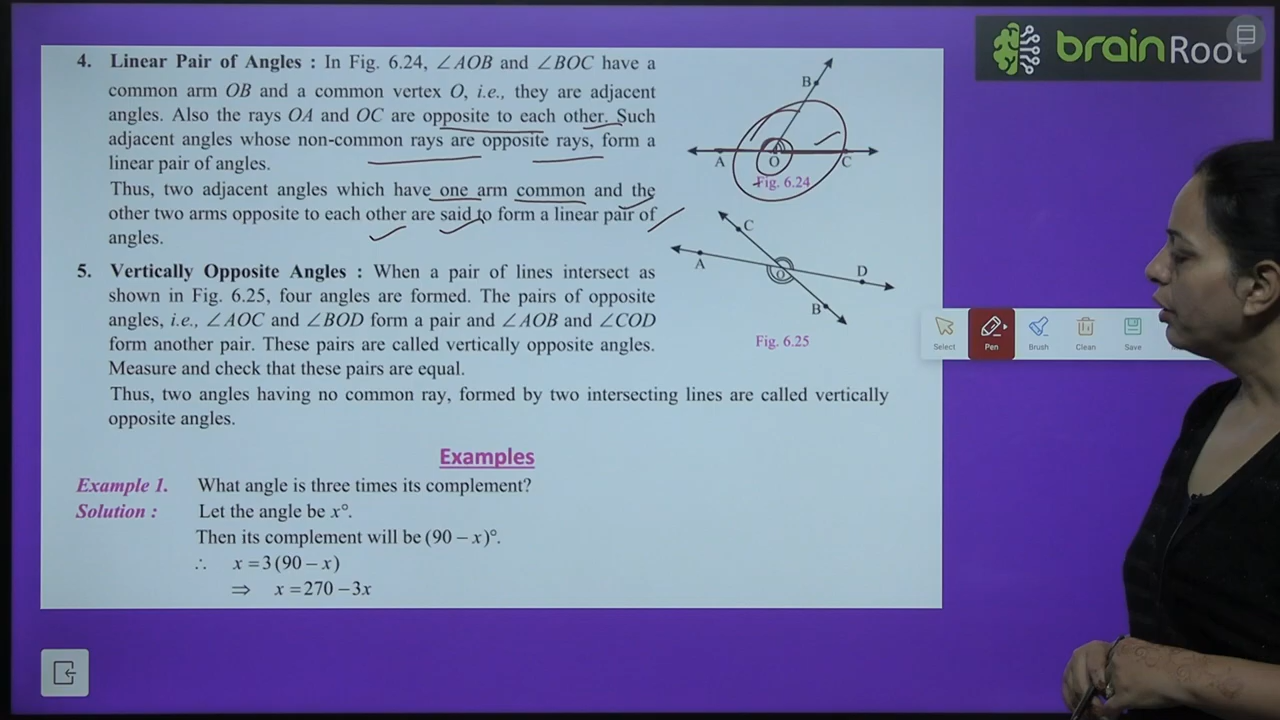 brainRoot
4. Linear Pair of Angles : In Fig. 6.24, ∠AOB and ∠BOC have a
common arm OB and a common vertex O, i.e., they are adjacent
angles. Also the rays OA and OC are opposite to each other. Such
adjacent angles whose non-common rays are opposite rays, form a
linear pair of angles.
Thus, two adjacent angles which have one arm common and the
other two arms opposite to each other are said to form a linear pair of
angles.
B
A O C
Fig. 6.24
5. Vertically Opposite Angles : When a pair of lines intersect as
shown in Fig. 6.25, four angles are formed. The pairs of opposite
angles, i.e., ∠AOC and ∠BOD form a pair and ∠AOB and ∠COD
form another pair. These pairs are called vertically opposite angles.
Measure and check that these pairs are equal.
Thus, two angles having no common ray, formed by two intersecting lines are called vertically
opposite angles.
C
A O D
B
Fig. 6.25
Select Pen Brush Clean Save
Examples
Example 1. What angle is three times its complement?
Solution : Let the angle be x°.
Then its complement will be (90 – x)°.
∴ x = 3(90 – x)
⇒ x = 270 – 3x